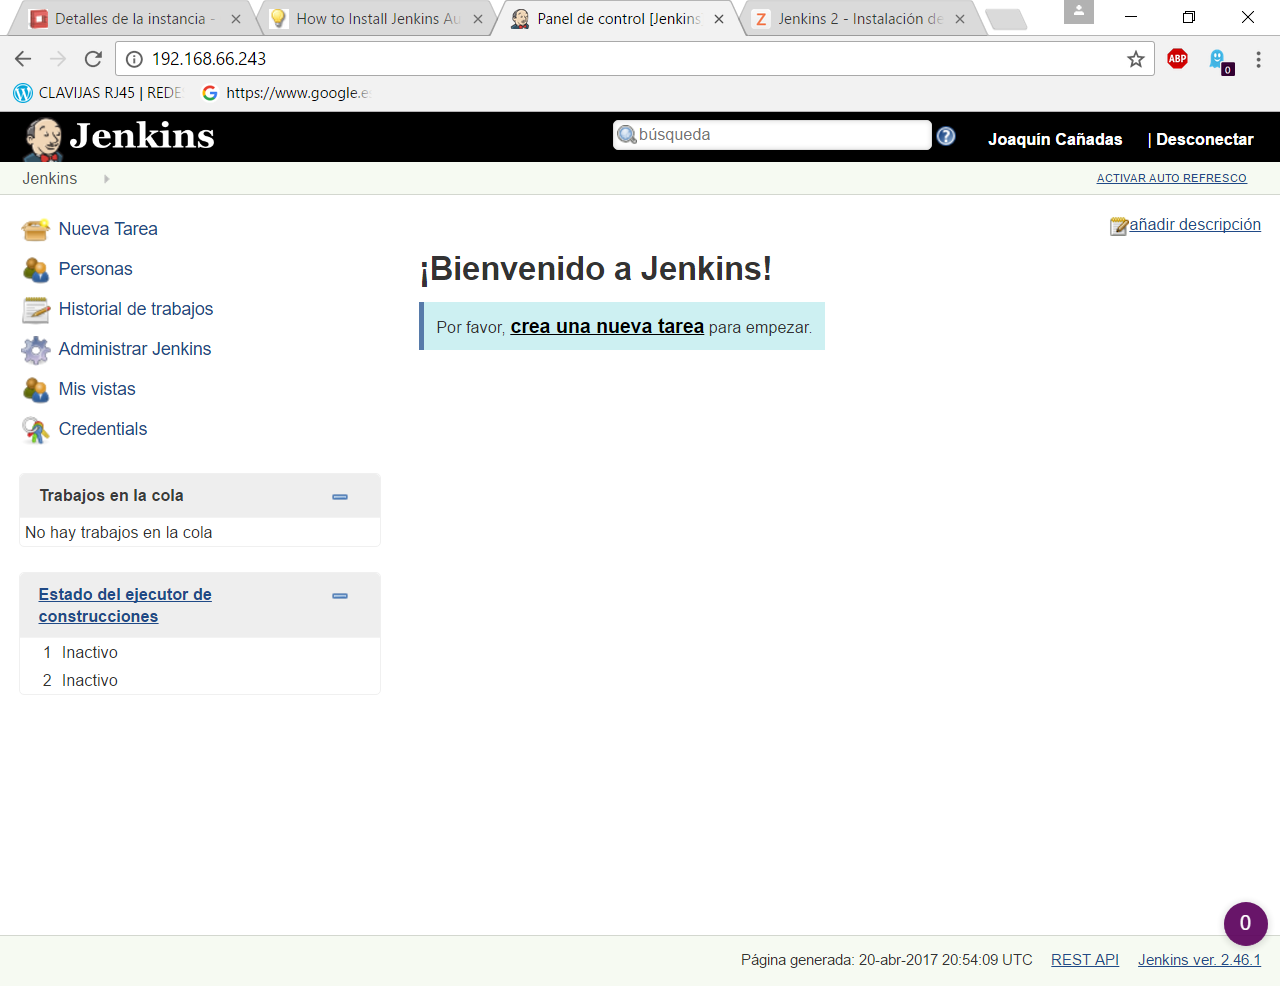 Detalles de la instancia -
How to Install Jenkins Au
Panel de control [Jenkins
Jenkins 2 - Instalación de
192.168.66.243
ABP
0
CLAVIJAS RJ45 | REDE
https://www.google.es
Jenkins
búsqueda
Joaquín Cañadas
| Desconectar
Jenkins
ACTIVAR AUTO REFRESCO
Nueva Tarea
Personas
Historial de trabajos
Administrar Jenkins
Mis vistas
Credentials
añadir descripción
¡Bienvenido a Jenkins!
Por favor, crea una nueva tarea para empezar.
Trabajos en la cola
No hay trabajos en la cola
Estado del ejecutor de
construcciones
1 Inactivo
2 Inactivo
0
Página generada: 20-abr-2017 20:54:09 UTC
REST API
Jenkins ver. 2.46.1